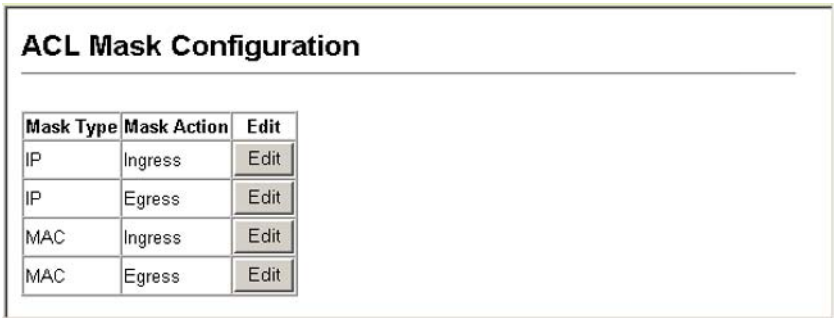 ACL Mask Configuration
Mask Type Mask Action Edit
IP Ingress Edit
IP Egress Edit
MAC Ingress Edit
MAC Egress Edit